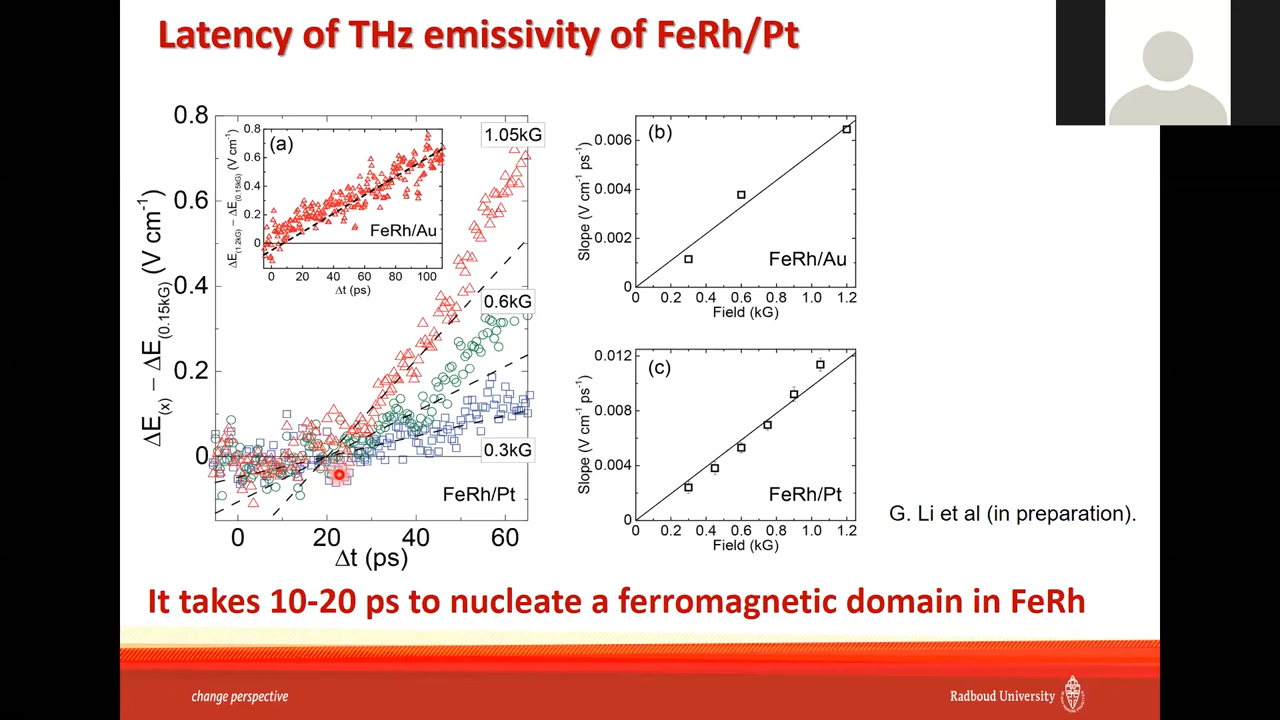 Latency of THz emissivity of FeRh/Pt
0.8
0.6
0.4
0.2
0
0
20
40
60
Δt (ps)
ΔE(x) − ΔE(0.15kG) (V cm-1)
1.05kG
0.6kG
0.3kG
FeRh/Pt
(a)
0.8
0.6
0.4
0.2
0
0
20
40
60
80
100
Δt (ps)
ΔE(1.2kG) − ΔE(0.15kG) (V cm-1)
FeRh/Au
(b)
0.006
0.004
0.002
0
0
0.2
0.4
0.6
0.8
1.0
1.2
Field (kG)
Slope (V cm-1 ps-1)
FeRh/Au
(c)
0.012
0.008
0.004
0
0
0.2
0.4
0.6
0.8
1.0
1.2
Field (kG)
Slope (V cm-1 ps-1)
FeRh/Pt
G. Li et al (in preparation).
It takes 10-20 ps to nucleate a ferromagnetic domain in FeRh
change perspective
Radboud University